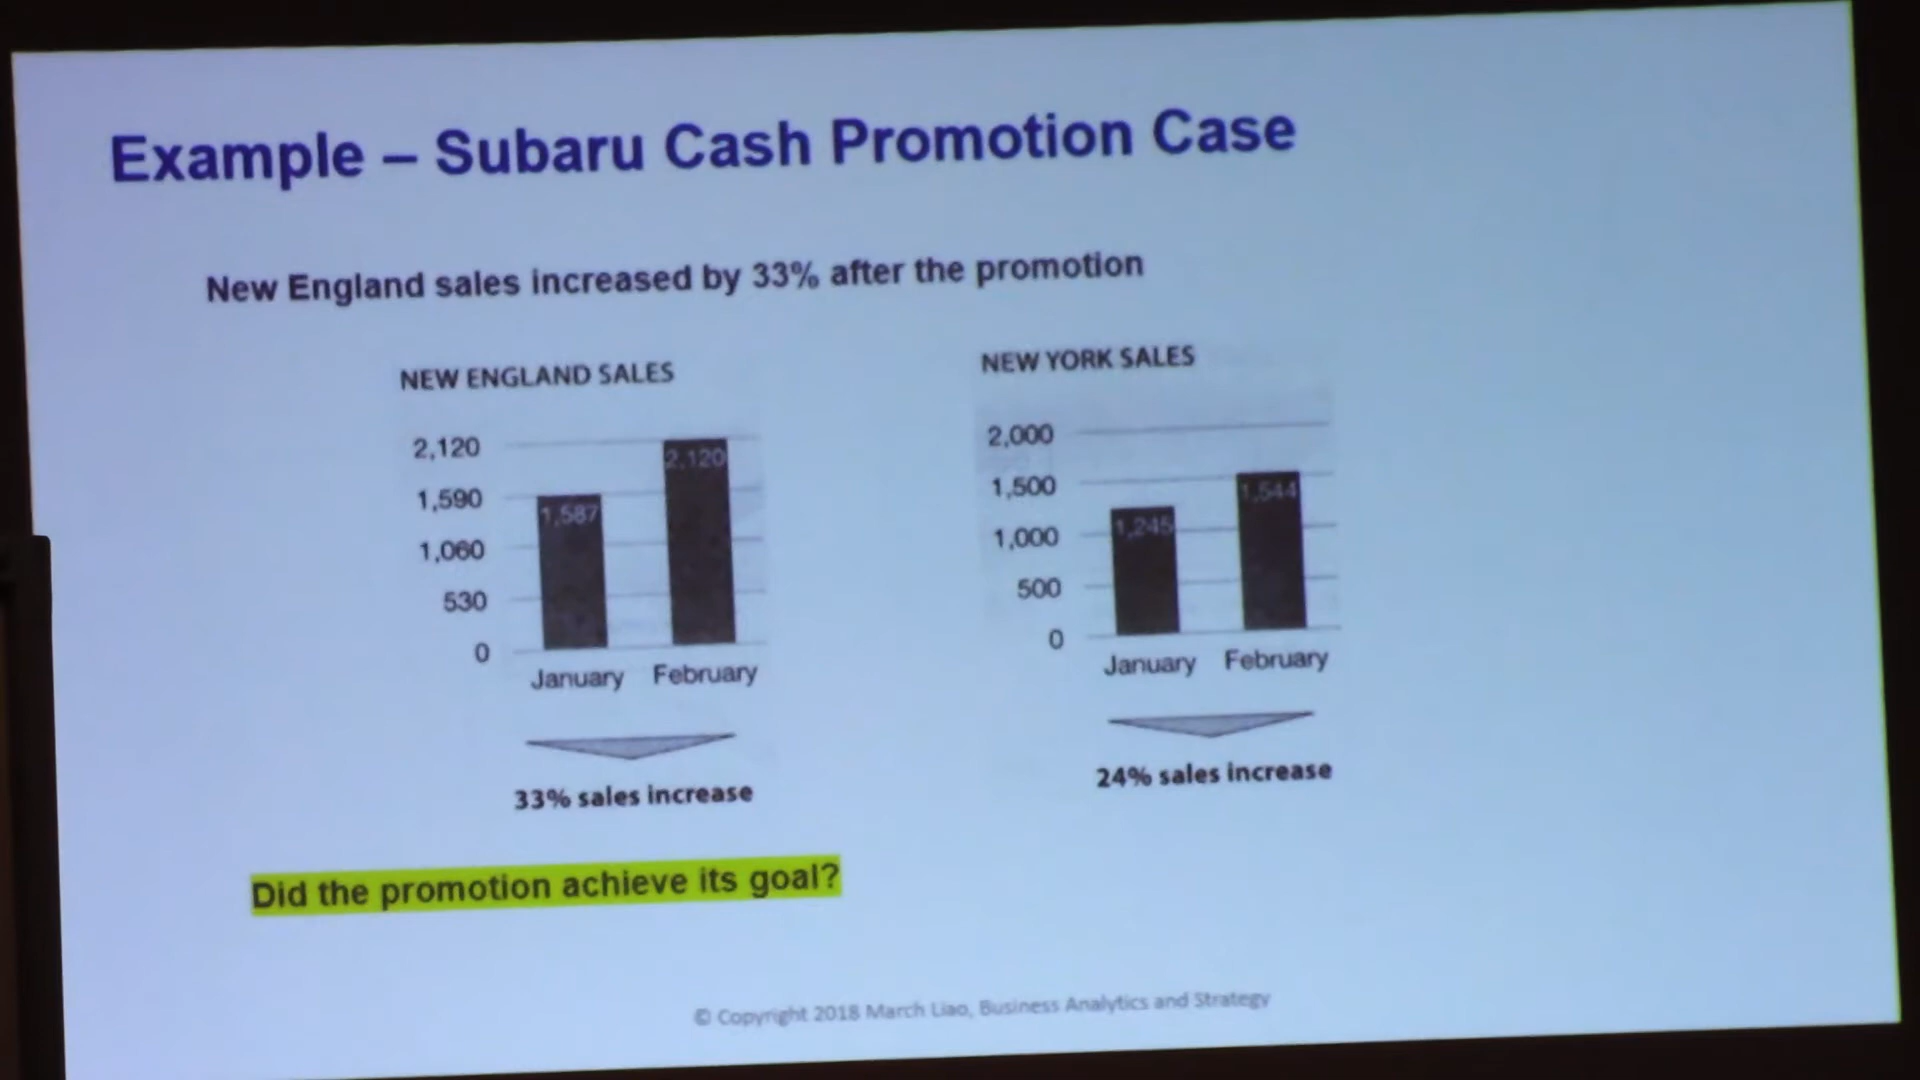 Example – Subaru Cash Promotion Case
New England sales increased by 33% after the promotion
NEW ENGLAND SALES
2,120
1,590
1,060
530
0
1,587
2,120
January February
33% sales increase
NEW YORK SALES
2,000
1,500
1,000
500
0
1,245
1,544
January February
24% sales increase
Did the promotion achieve its goal?
© Copyright 2018 March Liao, Business Analytics and Strategy